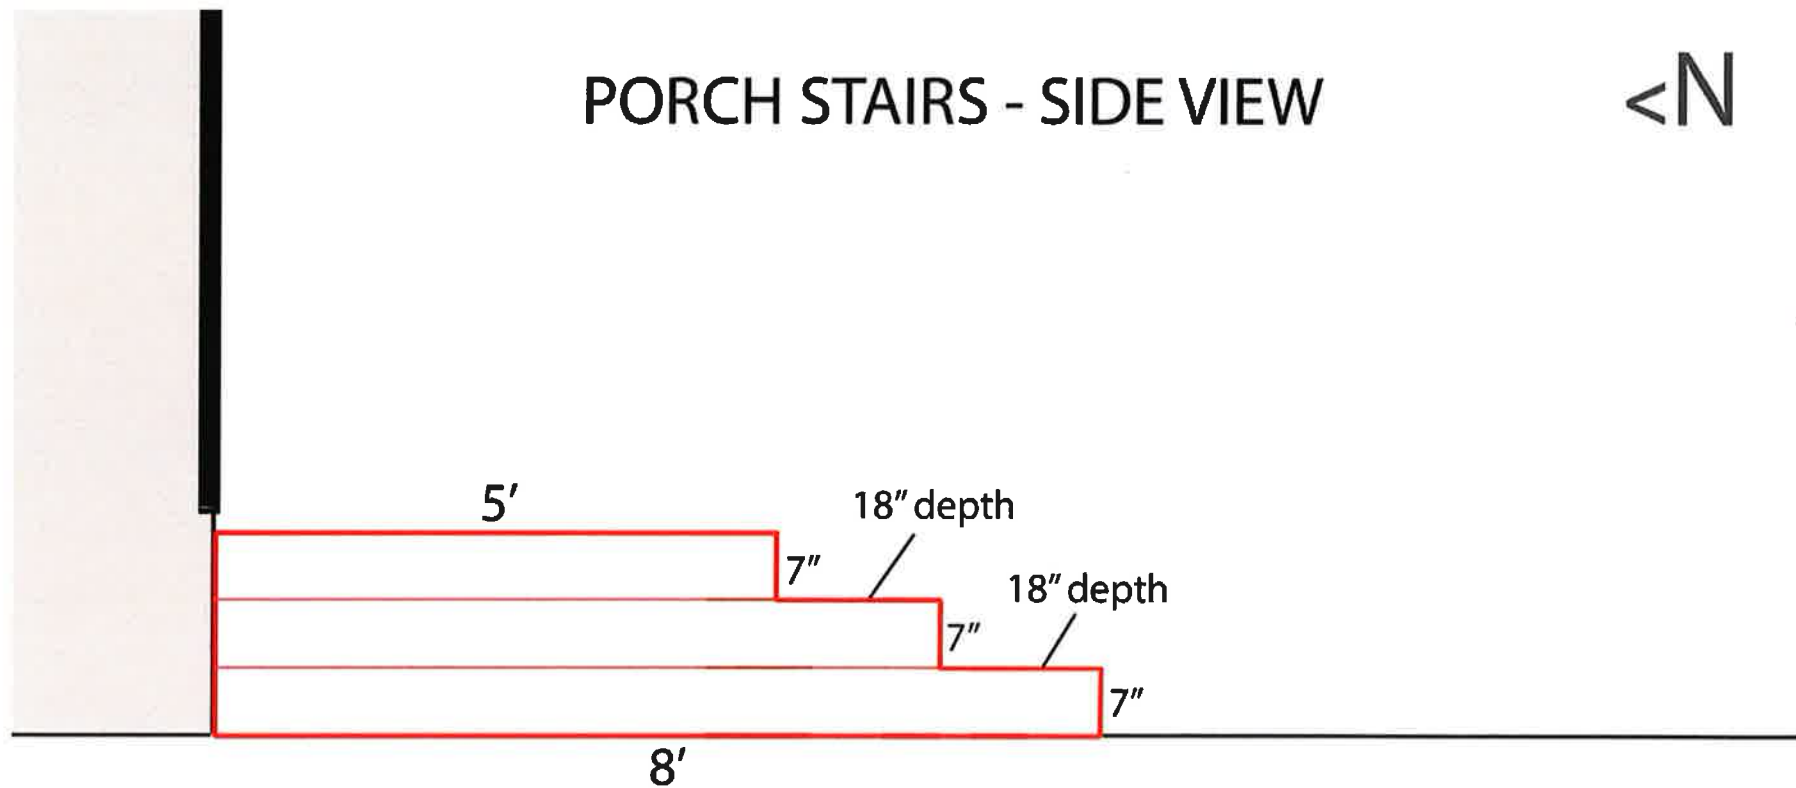 PORCH STAIRS - SIDE VIEW
<N
5′
18″ depth
7″
18″ depth
7″
7″
8′